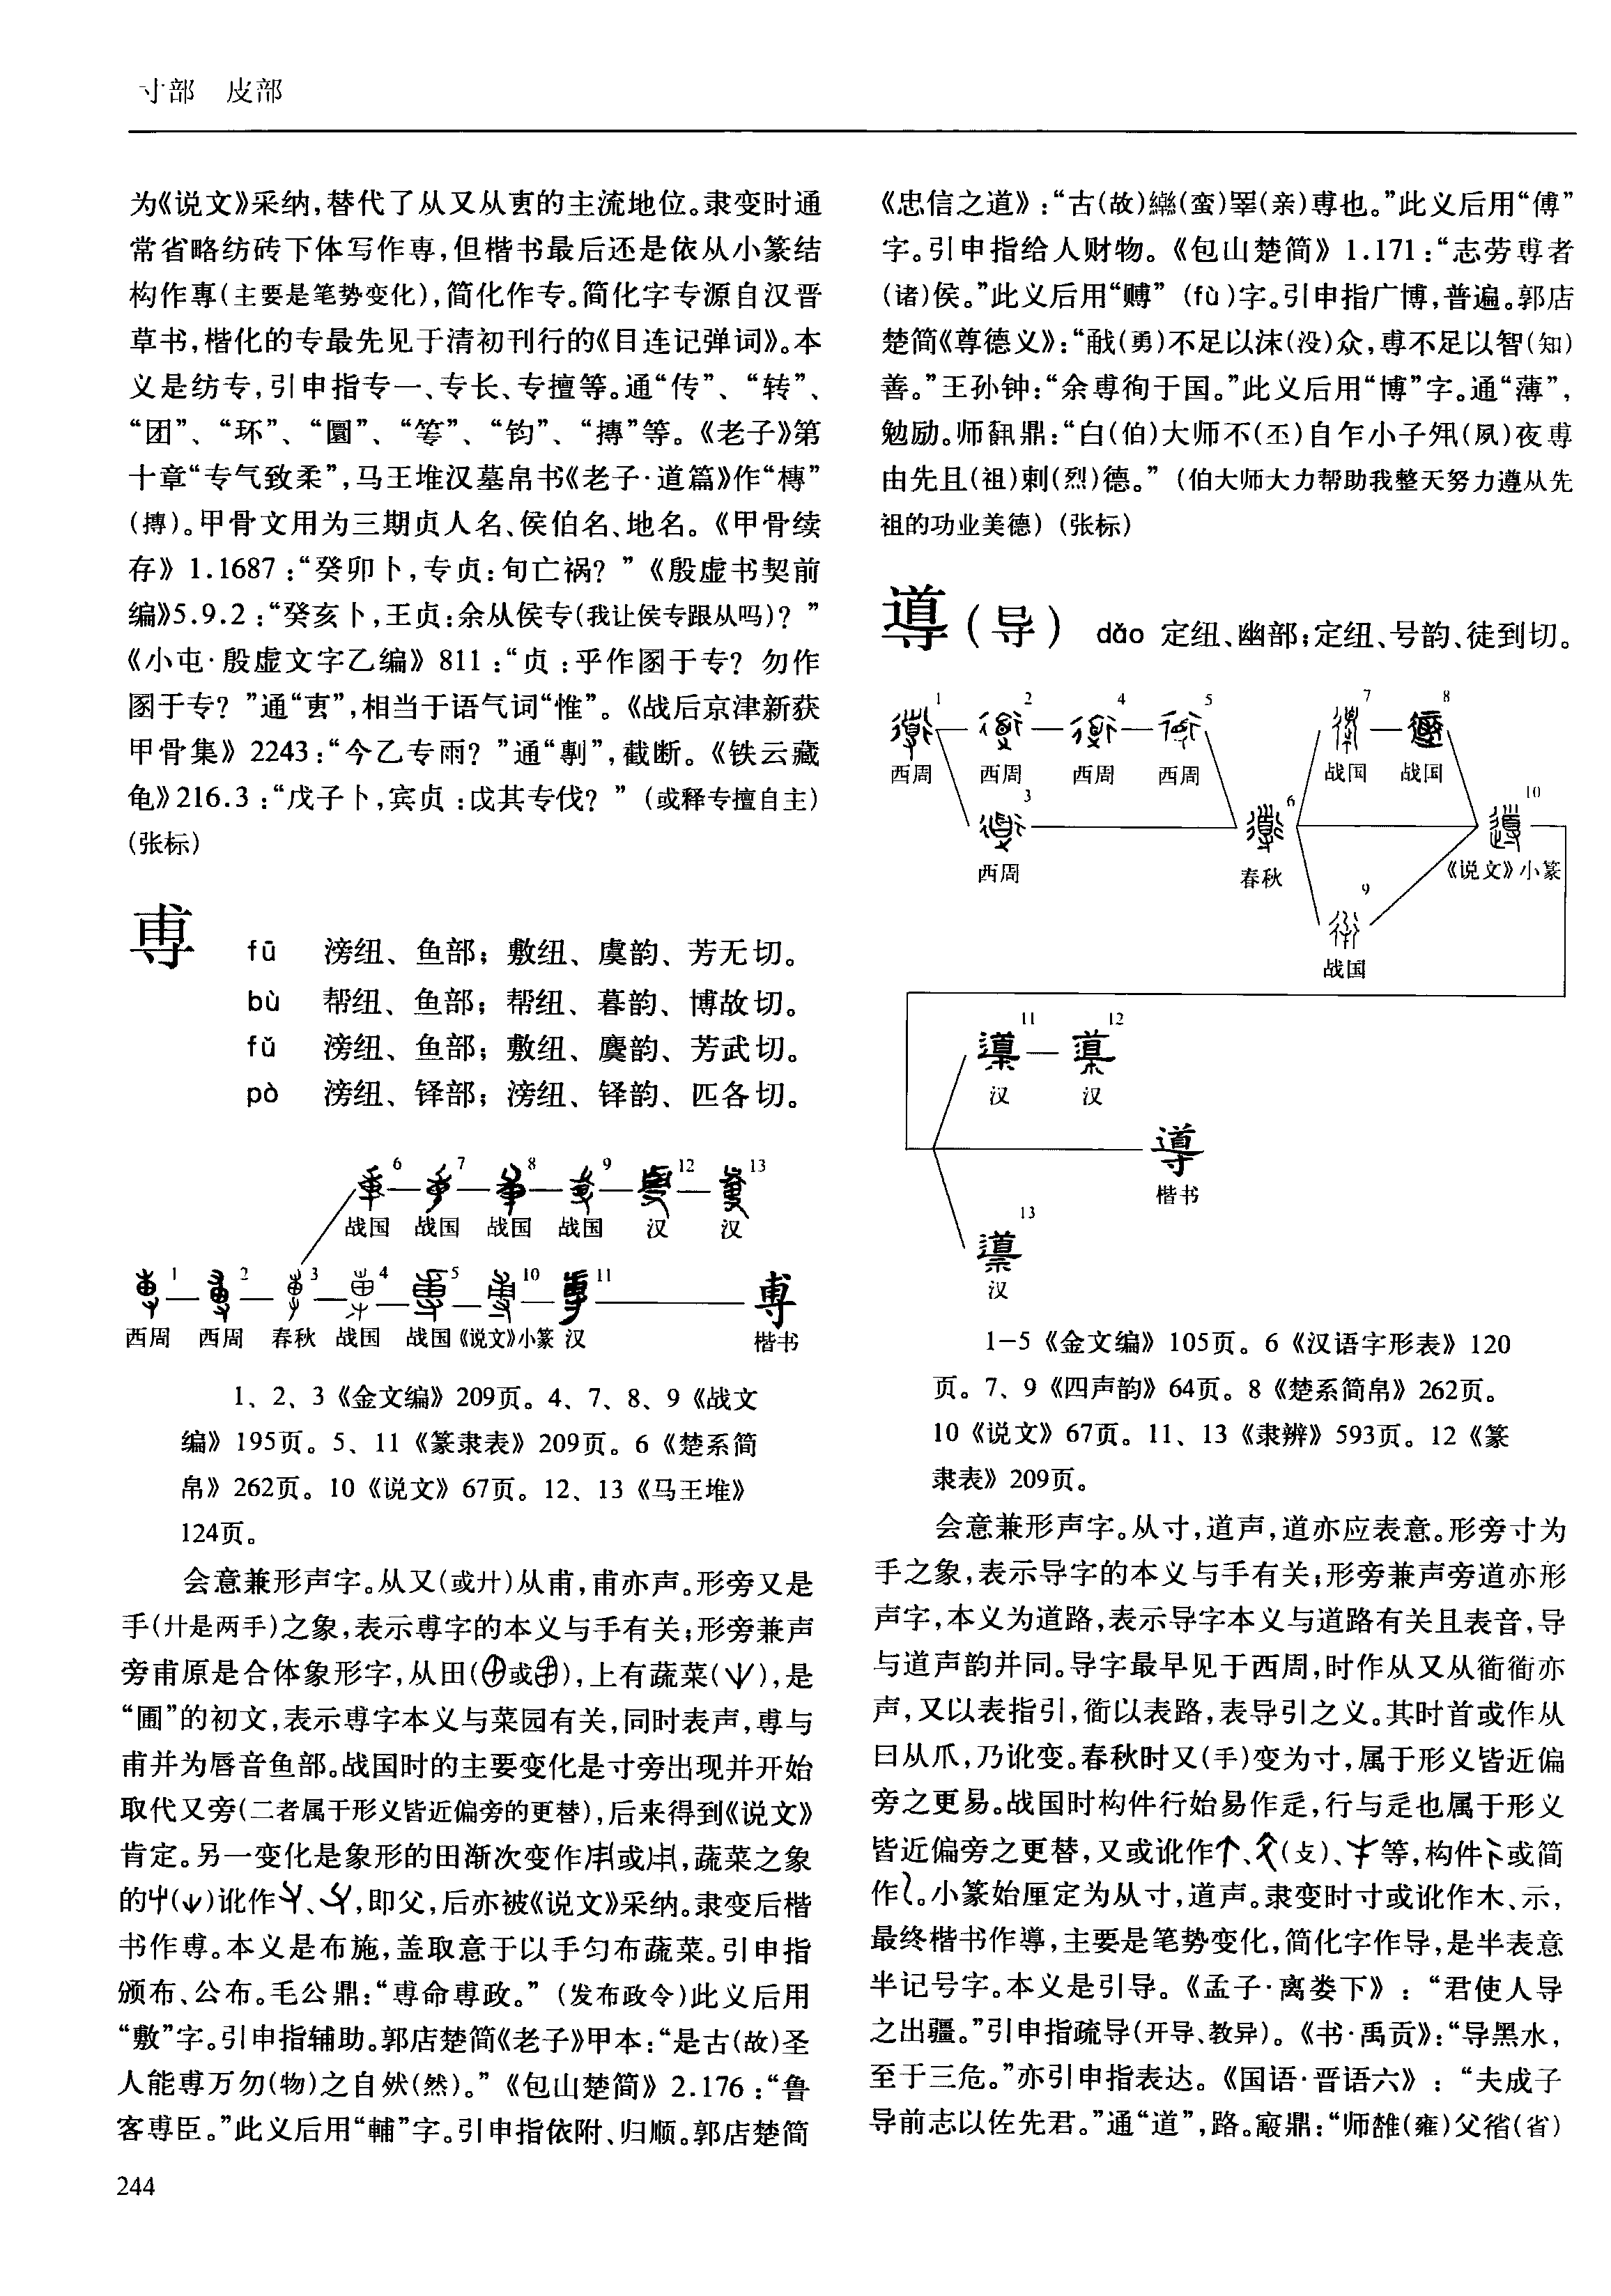 寸部　皮部
为《说文》采纳,替代了从又从叀的主流地位。隶变时通
常省略纺砖下体写作専,但楷书最后还是依从小篆结
构作專(主要是笔势变化),简化作专。简化字专源自汉晋
草书,楷化的专最先见于清初刊行的《目连记弹词》。本
义是纺专,引申指专一、专长、专擅等。通“传”、“转”、
“团”、“环”、“圜”、“篿”、“钧”、“摶”等。《老子》第
十章“专气致柔”,马王堆汉墓帛书《老子·道篇》作“槫”
(摶)。甲骨文用为三期贞人名、侯伯名、地名。《甲骨续
存》1.1687:“癸卯卜,专贞:旬亡祸?”《殷虚书契前
编》5.9.2:“癸亥卜,王贞:余从侯专(我让侯专跟从吗)?”
《小屯·殷虚文字乙编》811:“贞:乎作圂于专?勿作
圂于专?”通“叀”,相当于语气词“惟”。《战后京津新获
甲骨集》2243:“今乙专雨?”通“剸”,截断。《铁云藏
龟》216.3:“戊子卜,宾贞:戉其专伐?”(或释专擅自主)
(张标)
尃
fū　滂纽、鱼部;敷纽、虞韵、芳无切。
bù　帮纽、鱼部;帮纽、暮韵、博故切。
fǔ　滂纽、鱼部;敷纽、麌韵、芳武切。
pò　滂纽、铎部;滂纽、铎韵、匹各切。
6 7 8 9 12 13
战国 战国 战国 战国 汉 汉
1 2 3 4 5 10 11 尃
西周 西周 春秋 战国 战国《说文》小篆 汉 楷书
1、2、3《金文编》209页。4、7、8、9《战文
编》195页。5、11《篆隶表》209页。6《楚系简
帛》262页。10《说文》67页。12、13《马王堆》
124页。
会意兼形声字。从又(或廾)从甫,甫亦声。形旁又是
手(廾是两手)之象,表示尃字的本义与手有关;形旁兼声
旁甫原是合体象形字,从田(或),上有蔬菜(),是
“圃”的初文,表示尃字本义与菜园有关,同时表声,尃与
甫并为唇音鱼部。战国时的主要变化是寸旁出现并开始
取代又旁(二者属于形义皆近偏旁的更替),后来得到《说文》
肯定。另一变化是象形的田渐次变作或,蔬菜之象
的屮()讹作、,即父,后亦被《说文》采纳。隶变后楷
书作尃。本义是布施,盖取意于以手匀布蔬菜。引申指
颁布、公布。毛公鼎:“尃命尃政。”(发布政令)此义后用
“敷”字。引申指辅助。郭店楚简《老子》甲本:“是古(故)圣
人能尃万勿(物)之自肰(然)。”《包山楚简》2.176:“鲁
客尃臣。”此义后用“輔”字。引申指依附、归顺。郭店楚简
244
《忠信之道》:“古(故)䜌(蛮)睪(亲)尃也。”此义后用“傅”
字。引申指给人财物。《包山楚简》1.171:“志劳尃者
(诸)侯。”此义后用“赙”(fù)字。引申指广博,普遍。郭店
楚简《尊德义》:“㦷(勇)不足以沫(没)众,尃不足以智(知)
善。”王孙钟:“余尃徇于国。”此义后用“博”字。通“薄”,
勉励。师鼎:“白(伯)大师不(丕)自乍小子夙(夙)夜尃
由先且(祖)剌(烈)德。”(伯大师大力帮助我整天努力遵从先
祖的功业美德)(张标)
導(导)　dǎo 定纽、幽部;定纽、号韵、徒到切。
1 2 4 5 7 8
西周 西周 西周 西周 战国 战国
3 6 10
西周 春秋 《说文》小篆
9
战国
11 12
汉 汉
導
楷书
13
汉
1—5《金文编》105页。6《汉语字形表》120
页。7、9《四声韵》64页。8《楚系简帛》262页。
10《说文》67页。11、13《隶辨》593页。12《篆
隶表》209页。
会意兼形声字。从寸,道声,道亦应表意。形旁寸为
手之象,表示导字的本义与手有关;形旁兼声旁道亦形
声字,本义为道路,表示导字本义与道路有关且表音,导
与道声韵并同。导字最早见于西周,时作从又从衜衜亦
声,又以表指引,衜以表路,表导引之义。其时首或作从
曰从爪,乃讹变。春秋时又(手)变为寸,属于形义皆近偏
旁之更易。战国时构件行始易作辵,行与辵也属于形义
皆近偏旁之更替,又或讹作、(攴)、等,构件或简
作。小篆始厘定为从寸,道声。隶变时寸或讹作木、示,
最终楷书作導,主要是笔势变化,简化字作导,是半表意
半记号字。本义是引导。《孟子·离娄下》:“君使人导
之出疆。”引申指疏导(开导、教异)。《书·禹贡》:“导黑水,
至于三危。”亦引申指表达。《国语·晋语六》:“夫成子
导前志以佐先君。”通“道”,路。㝬鼎:“师雝(雍)父徣(省)